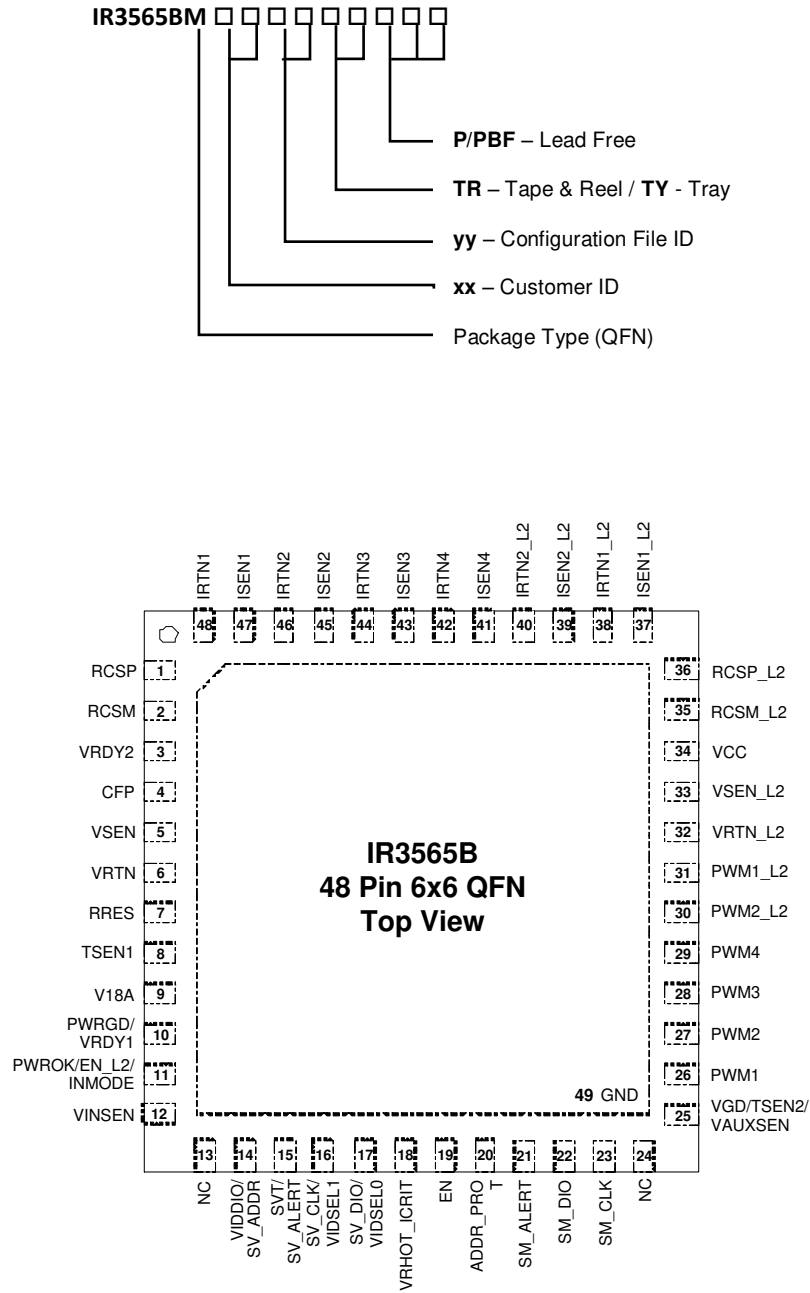 IR3565BM
P/PBF – Lead Free
TR – Tape & Reel / TY - Tray
yy – Configuration File ID
xx – Customer ID
Package Type (QFN)
IRTN1
ISEN1
IRTN2
ISEN2
IRTN3
ISEN3
IRTN4
ISEN4
IRTN2_L2
ISEN2_L2
IRTN1_L2
ISEN1_L2
48 47 46 45 44 43 42 41 40 39 38 37
RCSP 1
RCSM 2
VRDY2 3
CFP 4
VSEN 5
VRTN 6
RRES 7
TSEN1 8
V18A 9
PWRGD/
VRDY1 10
PWROK/EN_L2/
INMODE 11
VINSEN 12
IR3565B
48 Pin 6x6 QFN
Top View
49 GND
36 RCSP_L2
35 RCSM_L2
34 VCC
33 VSEN_L2
32 VRTN_L2
31 PWM1_L2
30 PWM2_L2
29 PWM4
28 PWM3
27 PWM2
26 PWM1
25 VGD/TSEN2/
VAUXSEN
13 14 15 16 17 18 19 20 21 22 23 24
NC
VIDDIO/
SV_ADDR
SVT/
SV_ALERT
SV_CLK/
VIDSEL1
SV_DIO/
VIDSEL0
VRHOT_ICRIT
EN
ADDR_PRO
T
SM_ALERT
SM_DIO
SM_CLK
NC